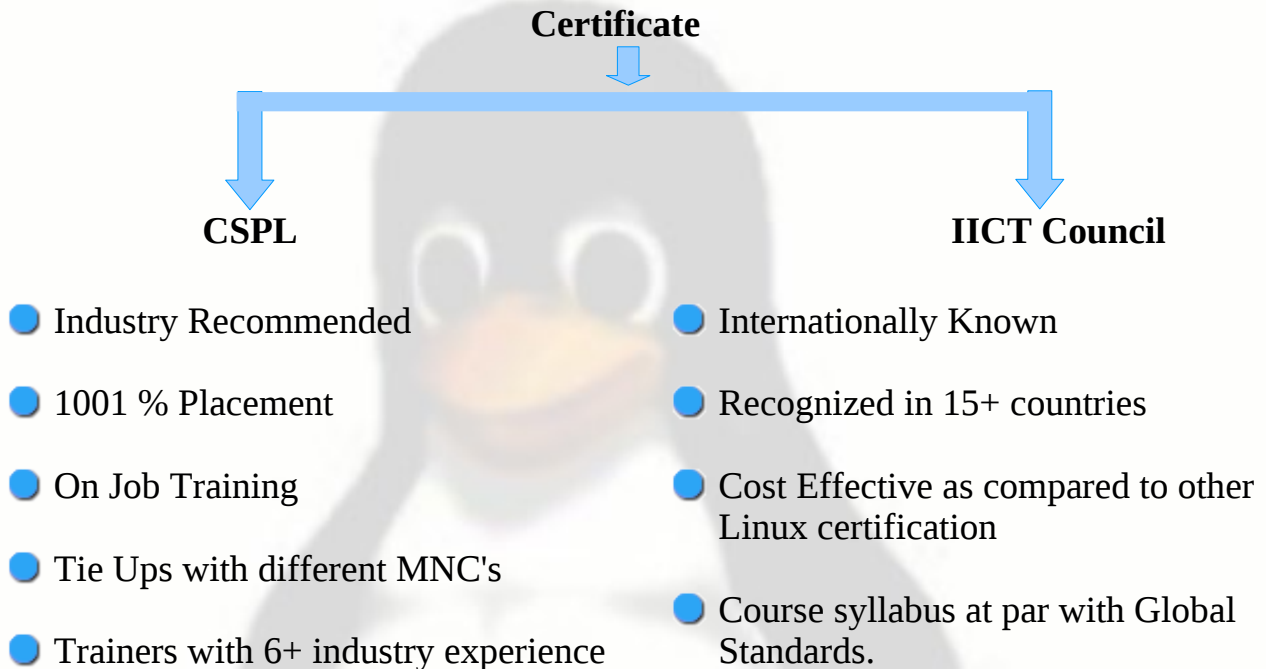 Certificate
CSPL
Industry Recommended
1001 % Placement
On Job Training
Tie Ups with different MNC's
Trainers with 6+ industry experience
IICT Council
Internationally Known
Recognized in 15+ countries
Cost Effective as compared to other
Linux certification
Course syllabus at par with Global
Standards.